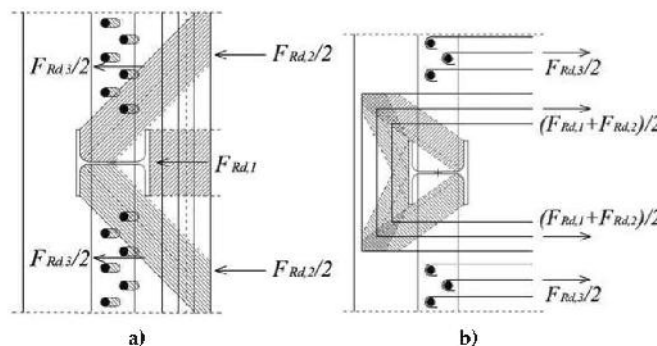 F_Rd,2/2
F_Rd,3/2
F_Rd,1
F_Rd,3/2
F_Rd,2/2
a)
F_Rd,3/2
(F_Rd,1+F_Rd,2)/2
(F_Rd,1+F_Rd,2)/2
F_Rd,3/2
b)